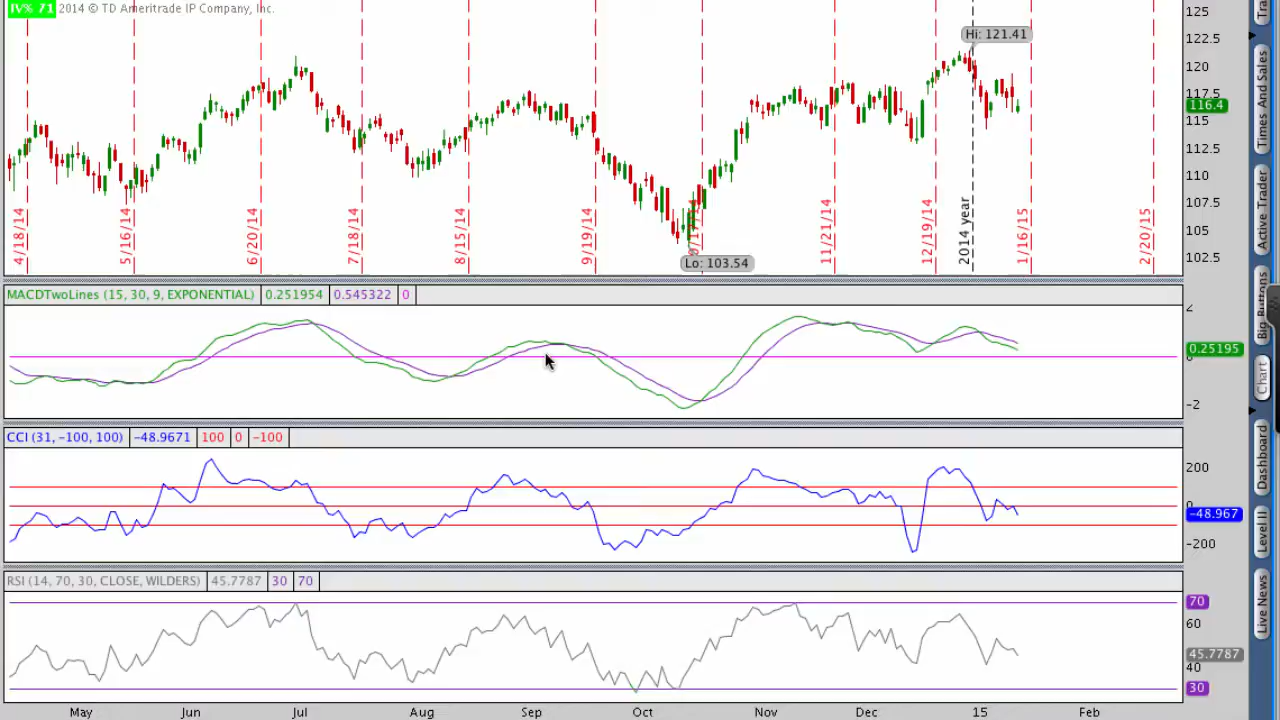 IV% 71 2014 © TD Ameritrade IP Company, Inc.
Hi: 121.41
125
122.5
120
117.5
116.4
115
112.5
110
107.5
105
102.5
4/18/14
5/16/14
6/20/14
7/18/14
8/15/14
9/19/14
11/21/14
12/19/14
2014 year
1/16/15
2/20/15
Lo: 103.54
MACDTwoLines (15, 30, 9, EXPONENTIAL) 0.251954 0.545322 0
2
0.25195
-2
CCI (31, -100, 100) -48.9671 100 0 -100
200
0
-48.967
-200
RSI (14, 70, 30, CLOSE, WILDERS) 45.7787 30 70
70
60
45.7787
40
30
May Jun Jul Aug Sep Oct Nov Dec 15 Feb
Times And Sales
Active Trader
Big Buttons
Chart
Dashboard
Level II
Live News